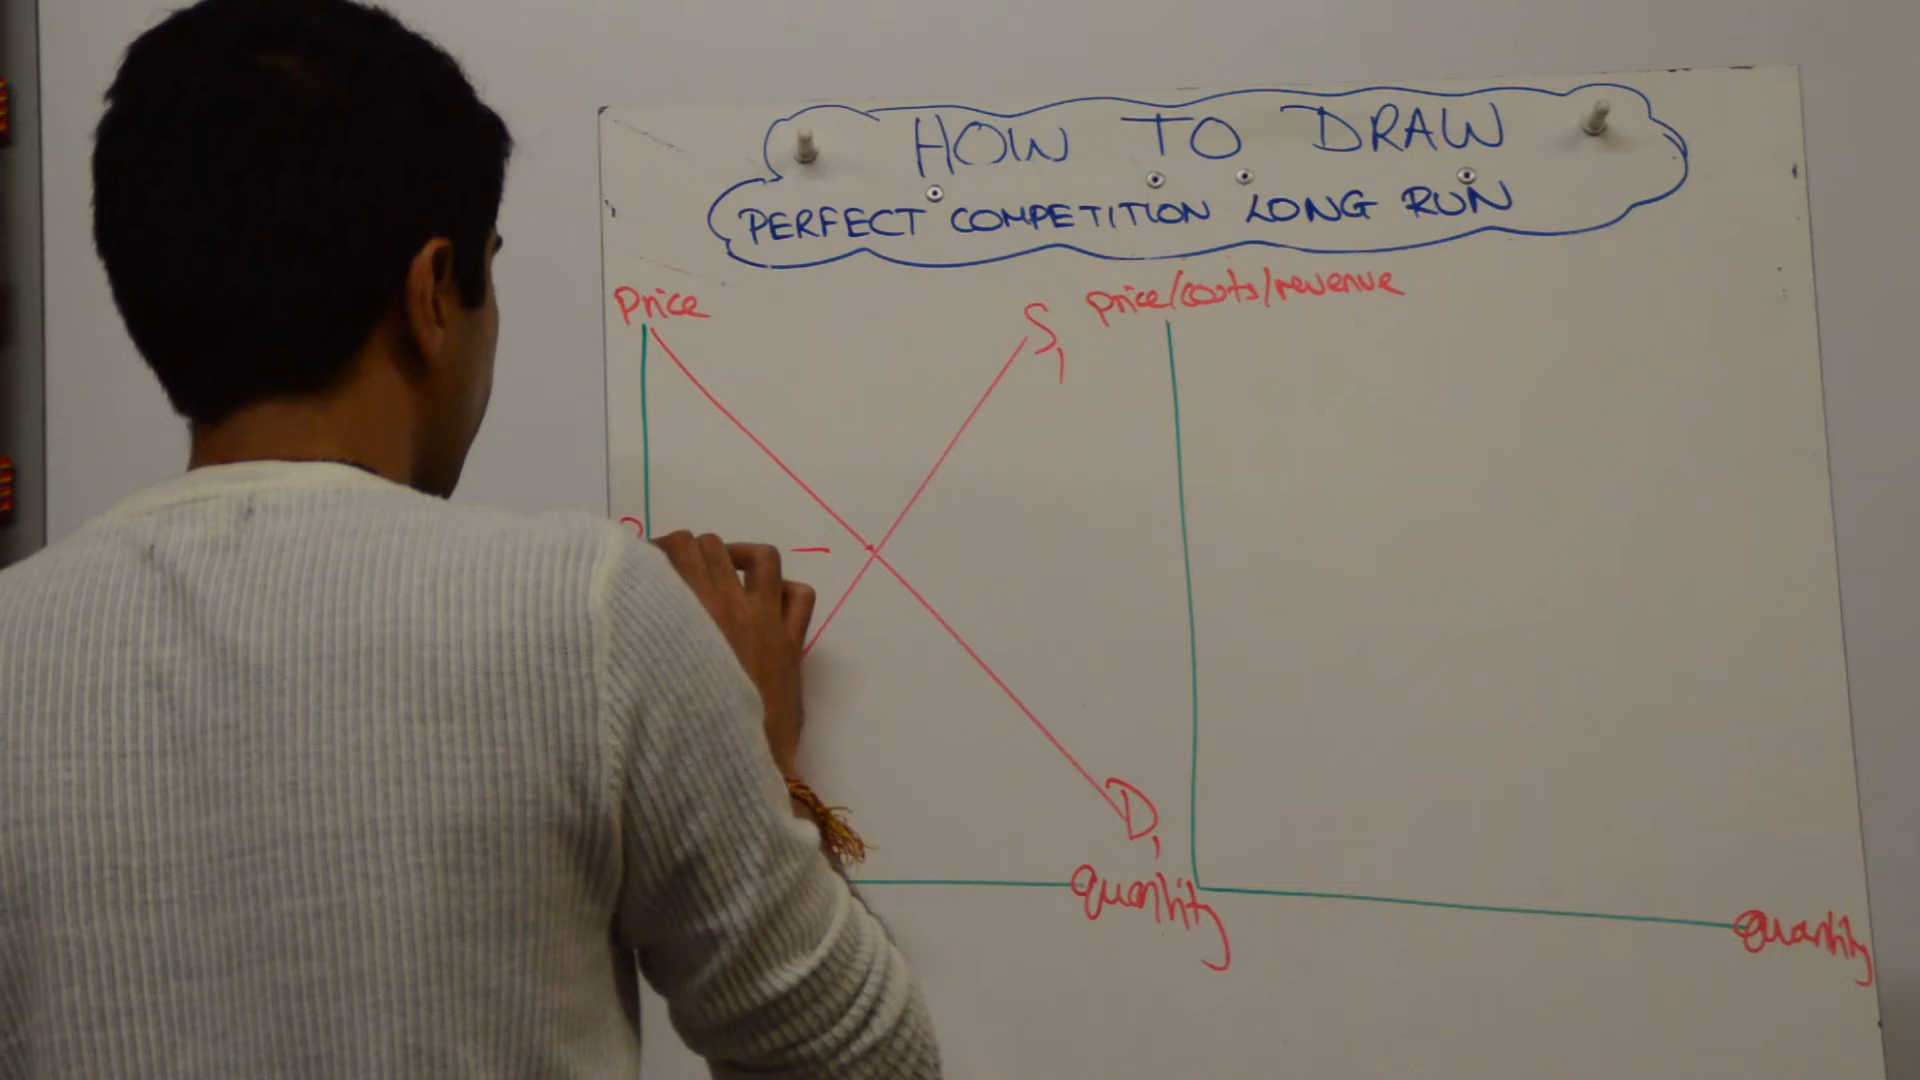 HOW TO DRAW
PERFECT COMPETITION LONG RUN
Price
S1
price/costs/revenue
D1
quantity
quantity